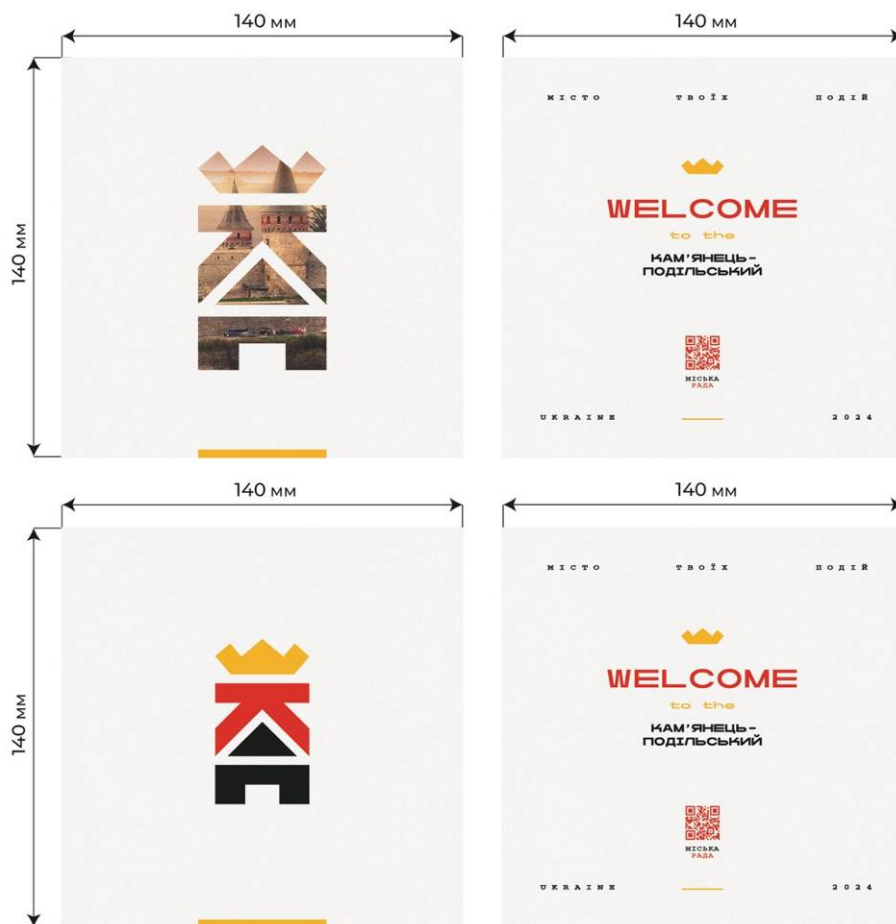 140 мм
140 мм
140 мм
МІСТО ТВОЇХ ПОДІЙ
WELCOME
to the
КАМ'ЯНЕЦЬ-
ПОДІЛЬСЬКИЙ
МІСЬКА
РАДА
UKRAINE 2024
140 мм
140 мм
140 мм
МІСТО ТВОЇХ ПОДІЙ
WELCOME
to the
КАМ'ЯНЕЦЬ-
ПОДІЛЬСЬКИЙ
МІСЬКА
РАДА
UKRAINE 2024